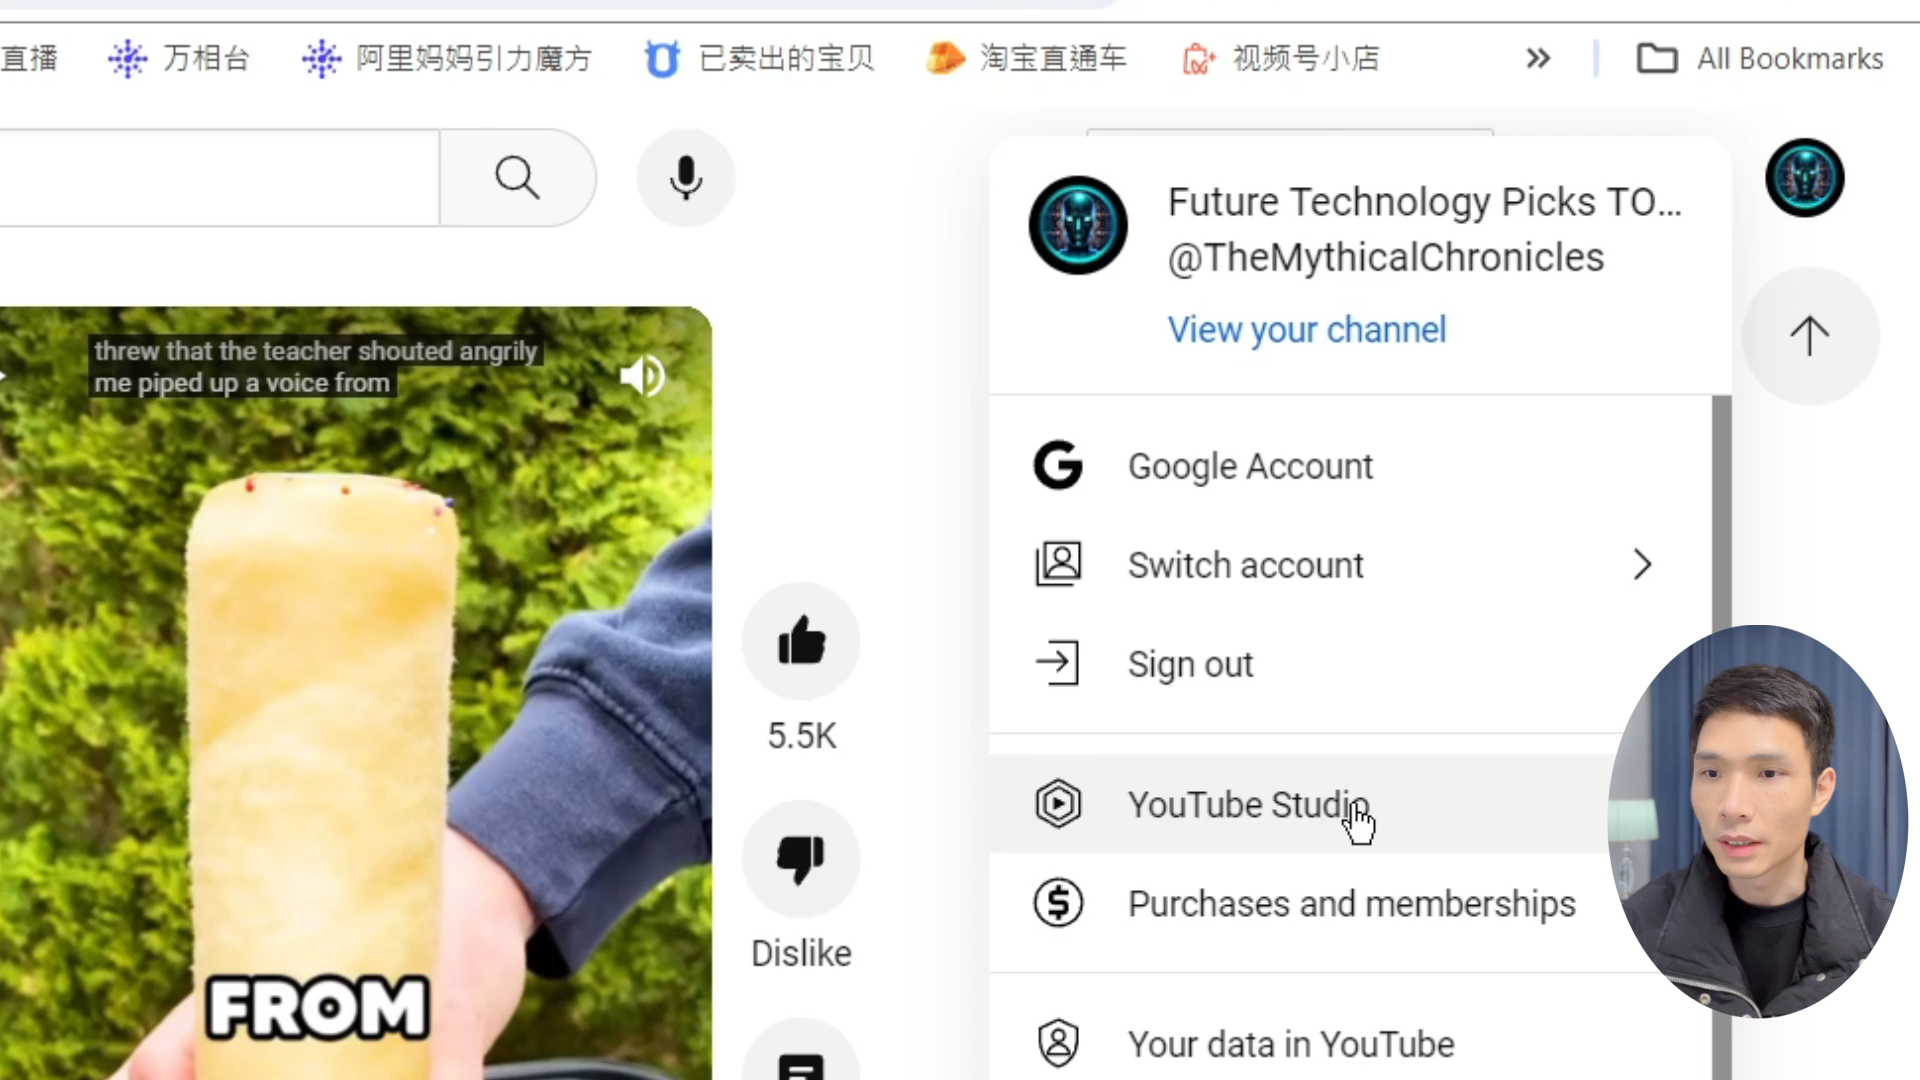 直播
万相台
阿里妈妈引力魔方
已卖出的宝贝
淘宝直通车
视频号小店
All Bookmarks
Future Technology Picks TO...
@TheMythicalChronicles
View your channel
threw that the teacher shouted angrily
me piped up a voice from
Google Account
Switch account
Sign out
5.5K
YouTube Studio
Purchases and memberships
Dislike
FROM
Your data in YouTube